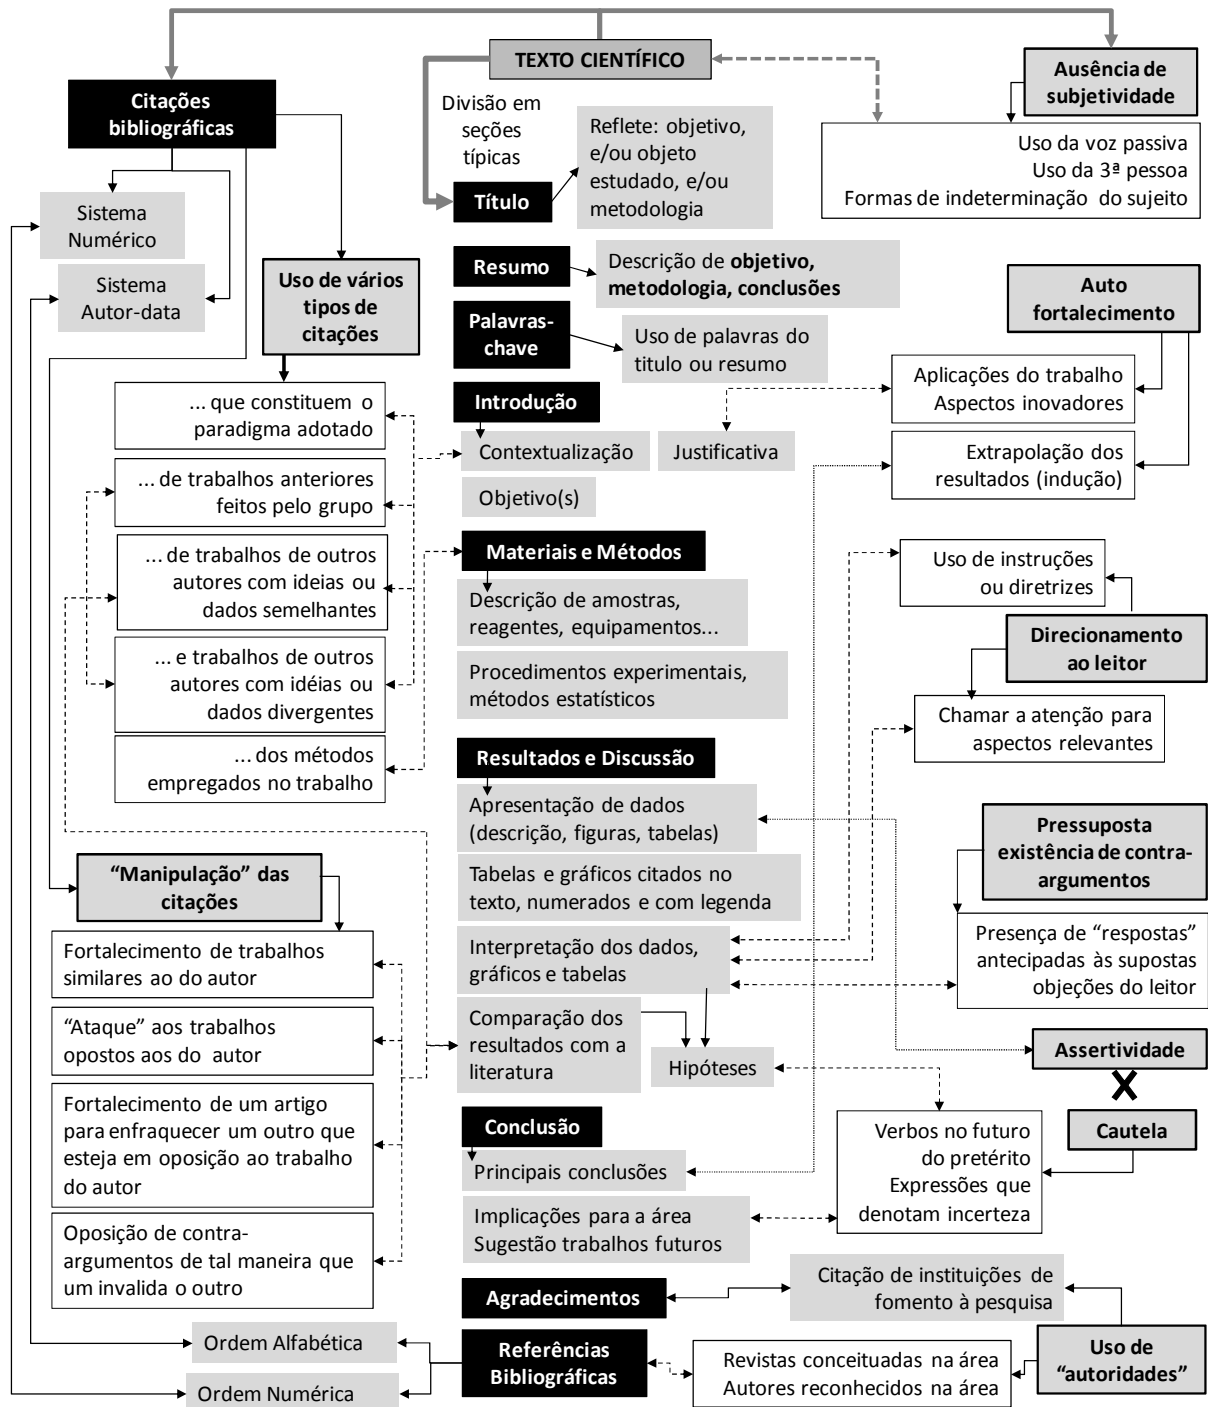 TEXTO CIENTÍFICO
Citações
bibliográficas
Sistema
Numérico
Sistema
Autor-data
Uso de vários
tipos de
citações
... que constituem o
paradigma adotado
... de trabalhos anteriores
feitos pelo grupo
... de trabalhos de outros
autores com ideias ou
dados semelhantes
... e trabalhos de outros
autores com idéias ou
dados divergentes
... dos métodos
empregados no trabalho
“Manipulação” das
citações
Fortalecimento de trabalhos
similares ao do autor
“Ataque” aos trabalhos
opostos aos do autor
Fortalecimento de um artigo
para enfraquecer um outro que
esteja em oposição ao trabalho
do autor
Oposição de contra-
argumentos de tal maneira que
um invalida o outro
Ordem Alfabética
Ordem Numérica
Divisão em
seções
típicas
Título
Reflete: objetivo,
e/ou objeto
estudado, e/ou
metodologia
Resumo
Descrição de objetivo,
metodologia, conclusões
Palavras-
chave
Uso de palavras do
titulo ou resumo
Introdução
Contextualização
Justificativa
Objetivo(s)
Materiais e Métodos
Descrição de amostras,
reagentes, equipamentos...
Procedimentos experimentais,
métodos estatísticos
Resultados e Discussão
Apresentação de dados
(descrição, figuras, tabelas)
Tabelas e gráficos citados no
texto, numerados e com legenda
Interpretação dos dados,
gráficos e tabelas
Comparação dos
resultados com a
literatura
Hipóteses
Conclusão
Principais conclusões
Implicações para a área
Sugestão trabalhos futuros
Agradecimentos
Referências
Bibliográficas
Ausência de
subjetividade
Uso da voz passiva
Uso da 3ª pessoa
Formas de indeterminação do sujeito
Auto
fortalecimento
Aplicações do trabalho
Aspectos inovadores
Extrapolação dos
resultados (indução)
Uso de instruções
ou diretrizes
Direcionamento
ao leitor
Chamar a atenção para
aspectos relevantes
Pressuposta
existência de contra-
argumentos
Presença de “respostas”
antecipadas às supostas
objeções do leitor
Assertividade
X
Cautela
Verbos no futuro
do pretérito
Expressões que
denotam incerteza
Citação de instituições de
fomento à pesquisa
Uso de
“autoridades”
Revistas conceituadas na área
Autores reconhecidos na área